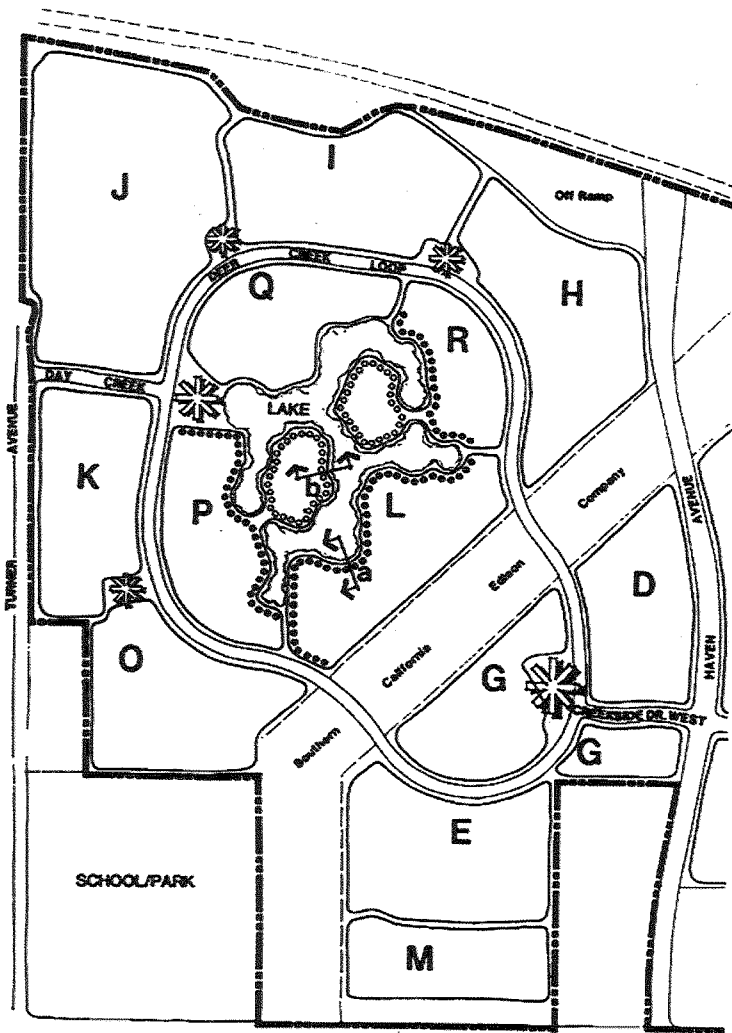 I
J
Off Ramp
DEER CREEK LOOP
Q
H
R
DAY CREEK
LAKE
TURNER AVENUE
K
b
P
L
a
Southern California Edison Company
HAVEN AVENUE
D
O
G
CREEKSIDE DR. WEST
G
E
SCHOOL/PARK
M